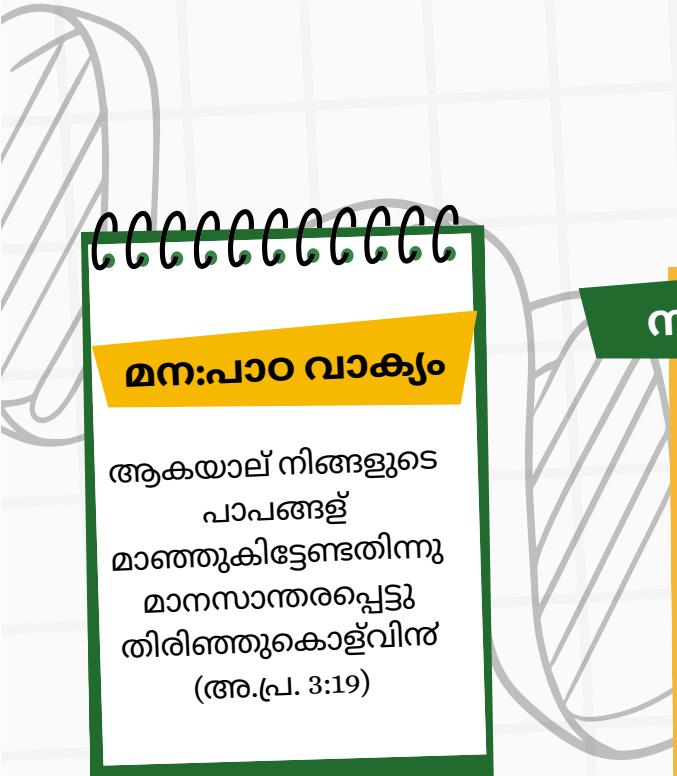 മന:പാഠ വാക്യം
ആകയാല് നിങ്ങളുടെ
പാപങ്ങള്
മാഞ്ഞുകിട്ടേണ്ടതിന്നു
മാനസാന്തരപ്പെട്ടു
തിരിഞ്ഞുകൊള്വിൻ
(അ.പ്ര. 3:19)